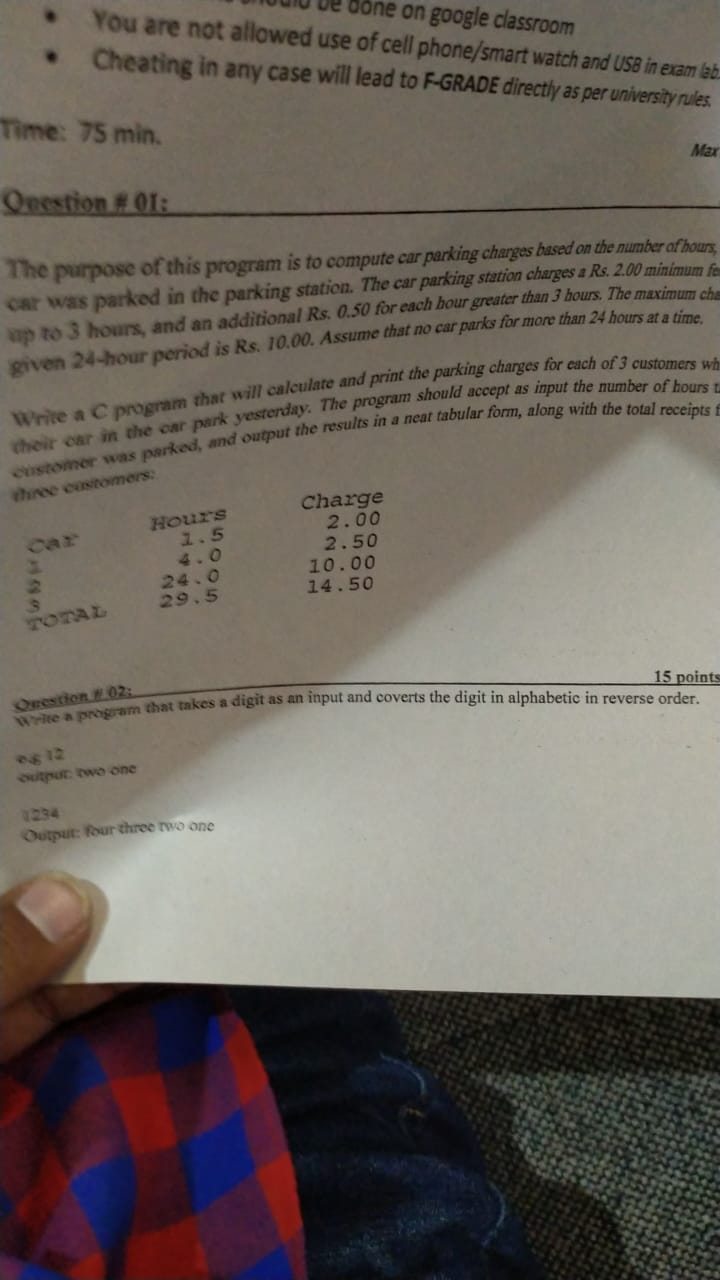 be done on google classroom
• You are not allowed use of cell phone/smart watch and USB in exam lab.
• Cheating in any case will lead to F-GRADE directly as per university rules.
Time: 75 min.
Max
Question # 01:
The purpose of this program is to compute car parking charges based on the number of hours,
car was parked in the parking station. The car parking station charges a Rs. 2.00 minimum
up to 3 hours, and an additional Rs. 0.50 for each hour greater than 3 hours. The maximum
given 24-hour period is Rs. 10.00. Assume that no car parks for more than 24 hours at a time.
Write a C program that will calculate and print the parking charges for each of 3 customers
their car in the car park yesterday. The program should accept as input the number of hours
customer was parked, and output the results in a neat tabular form, along with the total receipts
three customers:
Car Hours Charge
1 1.5 2.00
2 4.0 2.50
3 24.0 10.00
TOTAL 29.5 14.50
15 points
Question # 02:
Write a program that takes a digit as an input and coverts the digit in alphabetic in reverse order.
eg 12
output: two one
1234
Output: four three two one